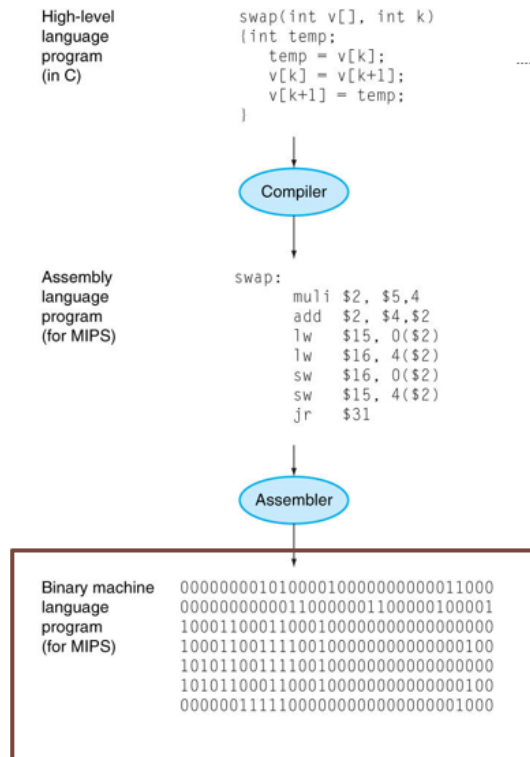 High-level
language
program
(in C)
swap(int v[], int k)
{int temp;
temp = v[k];
v[k] = v[k+1];
v[k+1] = temp;
}
Compiler
Assembly
language
program
(for MIPS)
swap:
muli $2, $5,4
add $2, $4,$2
lw $15, 0($2)
lw $16, 4($2)
sw $16, 0($2)
sw $15, 4($2)
jr $31
Assembler
Binary machine
language
program
(for MIPS)
00000000101000010000000000011000
00000000000110000001100000100001
10001100011000100000000000000000
10001100111100100000000000000100
10101100111100100000000000000000
10101100011000100000000000000100
00000011111000000000000000001000